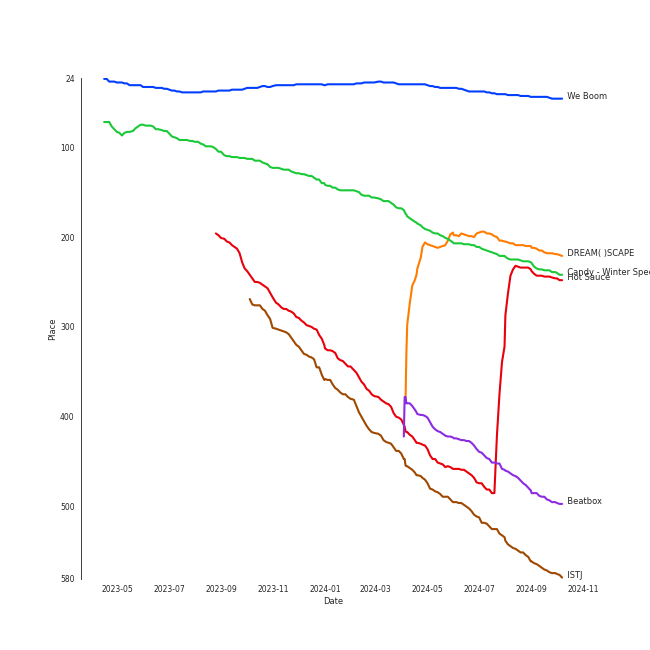 24
We Boom
100
200
DREAM( )SCAPE
Candy - Winter Spec
Hot Sauce
300
Place
400
500
Beatbox
580
ISTJ
2023-05 2023-07 2023-09 2023-11 2024-01 2024-03 2024-05 2024-07 2024-09 2024-11
Date